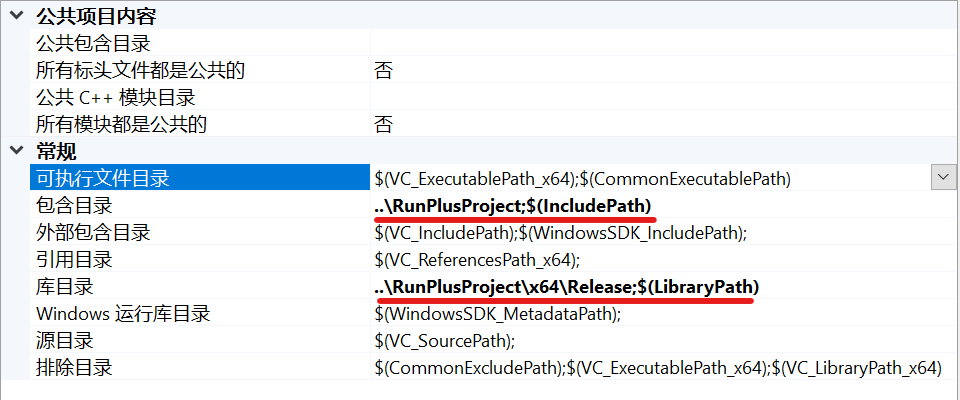 公共项目内容
公共包含目录
所有标头文件都是公共的 否
公共 C++ 模块目录
所有模块都是公共的 否
常规
可执行文件目录 $(VC_ExecutablePath_x64);$(CommonExecutablePath)
包含目录 ..\RunPlusProject;$(IncludePath)
外部包含目录 $(VC_IncludePath);$(WindowsSDK_IncludePath);
引用目录 $(VC_ReferencesPath_x64);
库目录 ..\RunPlusProject\x64\Release;$(LibraryPath)
Windows 运行库目录 $(WindowsSDK_MetadataPath);
源目录 $(VC_SourcePath);
排除目录 $(CommonExcludePath);$(VC_ExecutablePath_x64);$(VC_LibraryPath_x64)